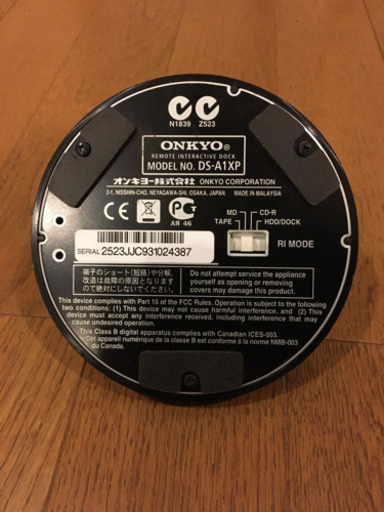 N1839 Z523
ONKYO®
REMOTE INTERACTIVE DOCK
MODEL NO. DS-A1XP
オンキヨー株式会社 ONKYO CORPORATION
2-1, NISSHIN-CHO, NEYAGAWA-SHI, OSAKA, JAPAN MADE IN MALAYSIA
CE
AR 46
MD CD-R
TAPE HDD/DOCK
RI MODE
SERIAL 2523JJC931024387
端子のショート(短絡)や分解、
改造は故障の原因となります
ので絶対にしないでください
Do not attempt service the appliance
yourself as opening or removing
covers may damage this product.
This device complies with Part 15 of the FCC Rules. Operation is subject to the following
two conditions: (1) This device may not cause harmful interference, and (2) This
device must accept any interference received, including interference that may
cause undesired operation.
This Class B digital apparatus complies with Canadian ICES-003.
Cet appareil numérique de la classe B est conforme à la norme NMB-003
du Canada.